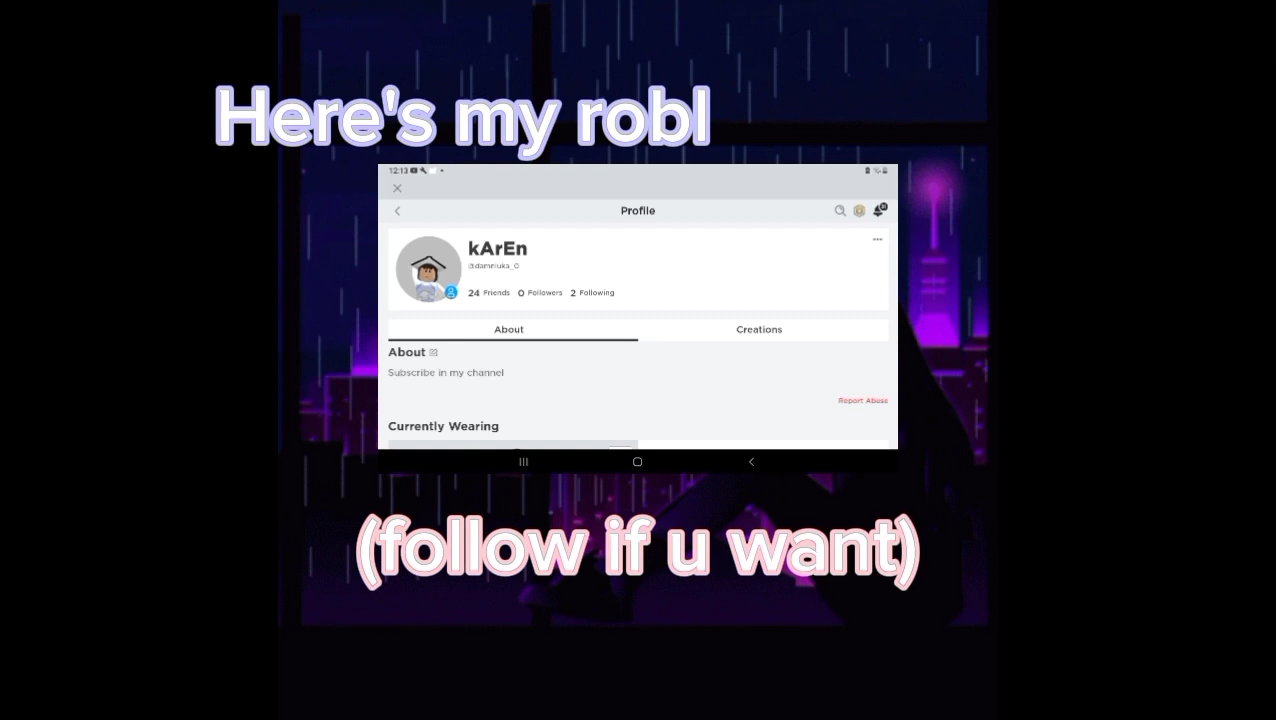 Here's my robl
12:13
Profile
kArEn
@damniuka_0
24 Friends 0 Followers 2 Following
About Creations
About
Subscribe in my channel
Report Abuse
Currently Wearing
(follow if u want)